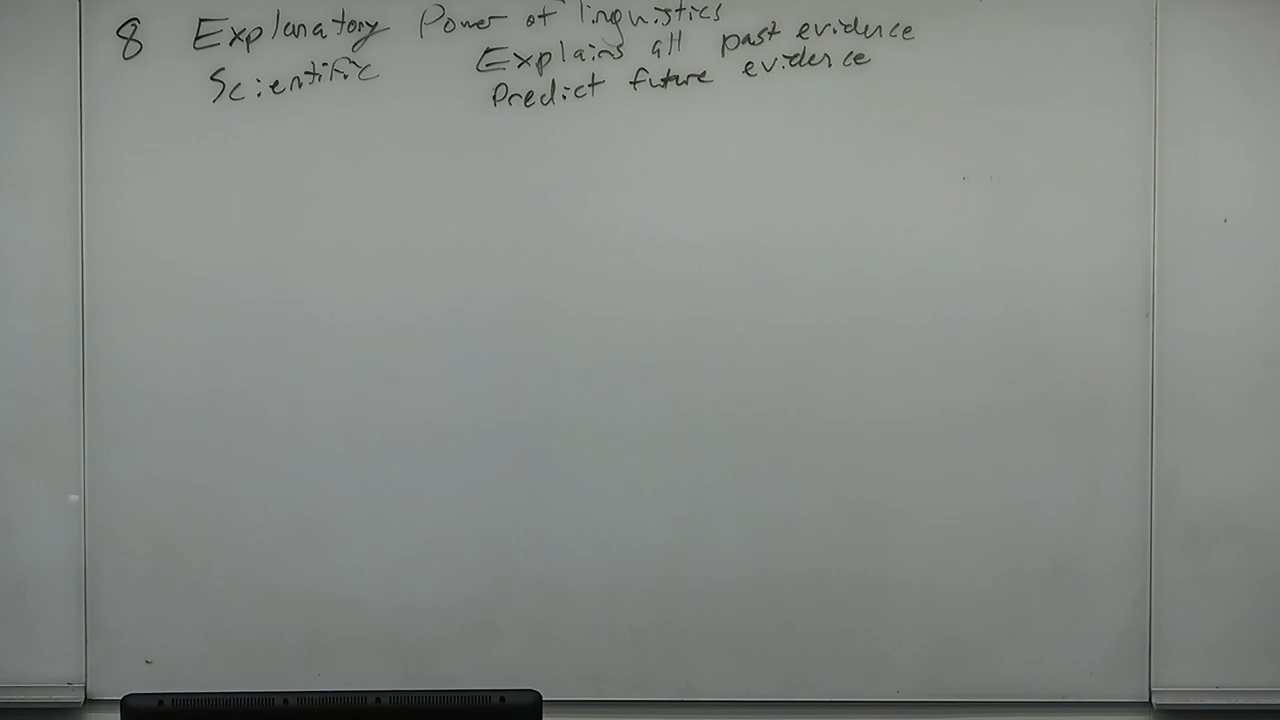 8 Explanatory Power of linguistics
Scientific Explains all past evidence
Predict future evidence